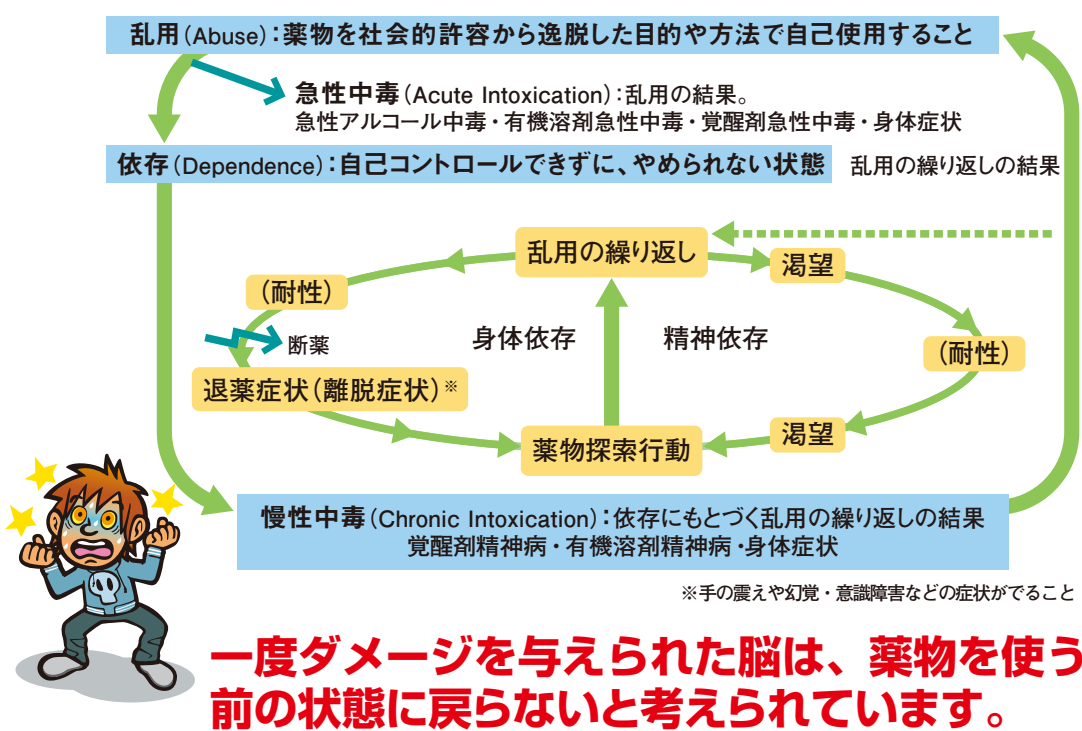 乱用(Abuse):薬物を社会的許容から逸脱した目的や方法で自己使用すること
急性中毒(Acute Intoxication):乱用の結果。
急性アルコール中毒・有機溶剤急性中毒・覚醒剤急性中毒・身体症状
依存(Dependence):自己コントロールできずに、やめられない状態
乱用の繰り返しの結果
乱用の繰り返し
渇望
(耐性)
断薬
身体依存
精神依存
(耐性)
退薬症状(離脱症状)※
渇望
薬物探索行動
慢性中毒(Chronic Intoxication):依存にもとづく乱用の繰り返しの結果
覚醒剤精神病・有機溶剤精神病・身体症状
※手の震えや幻覚・意識障害などの症状がでること
一度ダメージを与えられた脳は、薬物を使う
前の状態に戻らないと考えられています。